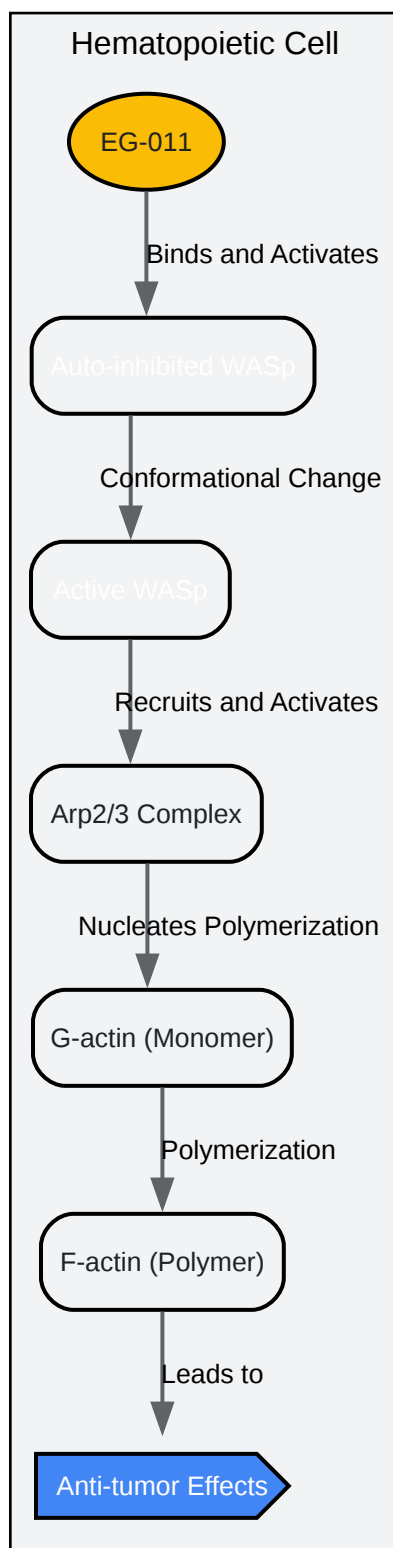 Hematopoietic Cell
EG-011
Binds and Activates
Auto-inhibited WASp
Conformational Change
Active WASp
Recruits and Activates
Arp2/3 Complex
Nucleates Polymerization
G-actin (Monomer)
Polymerization
F-actin (Polymer)
Leads to
Anti-tumor Effects